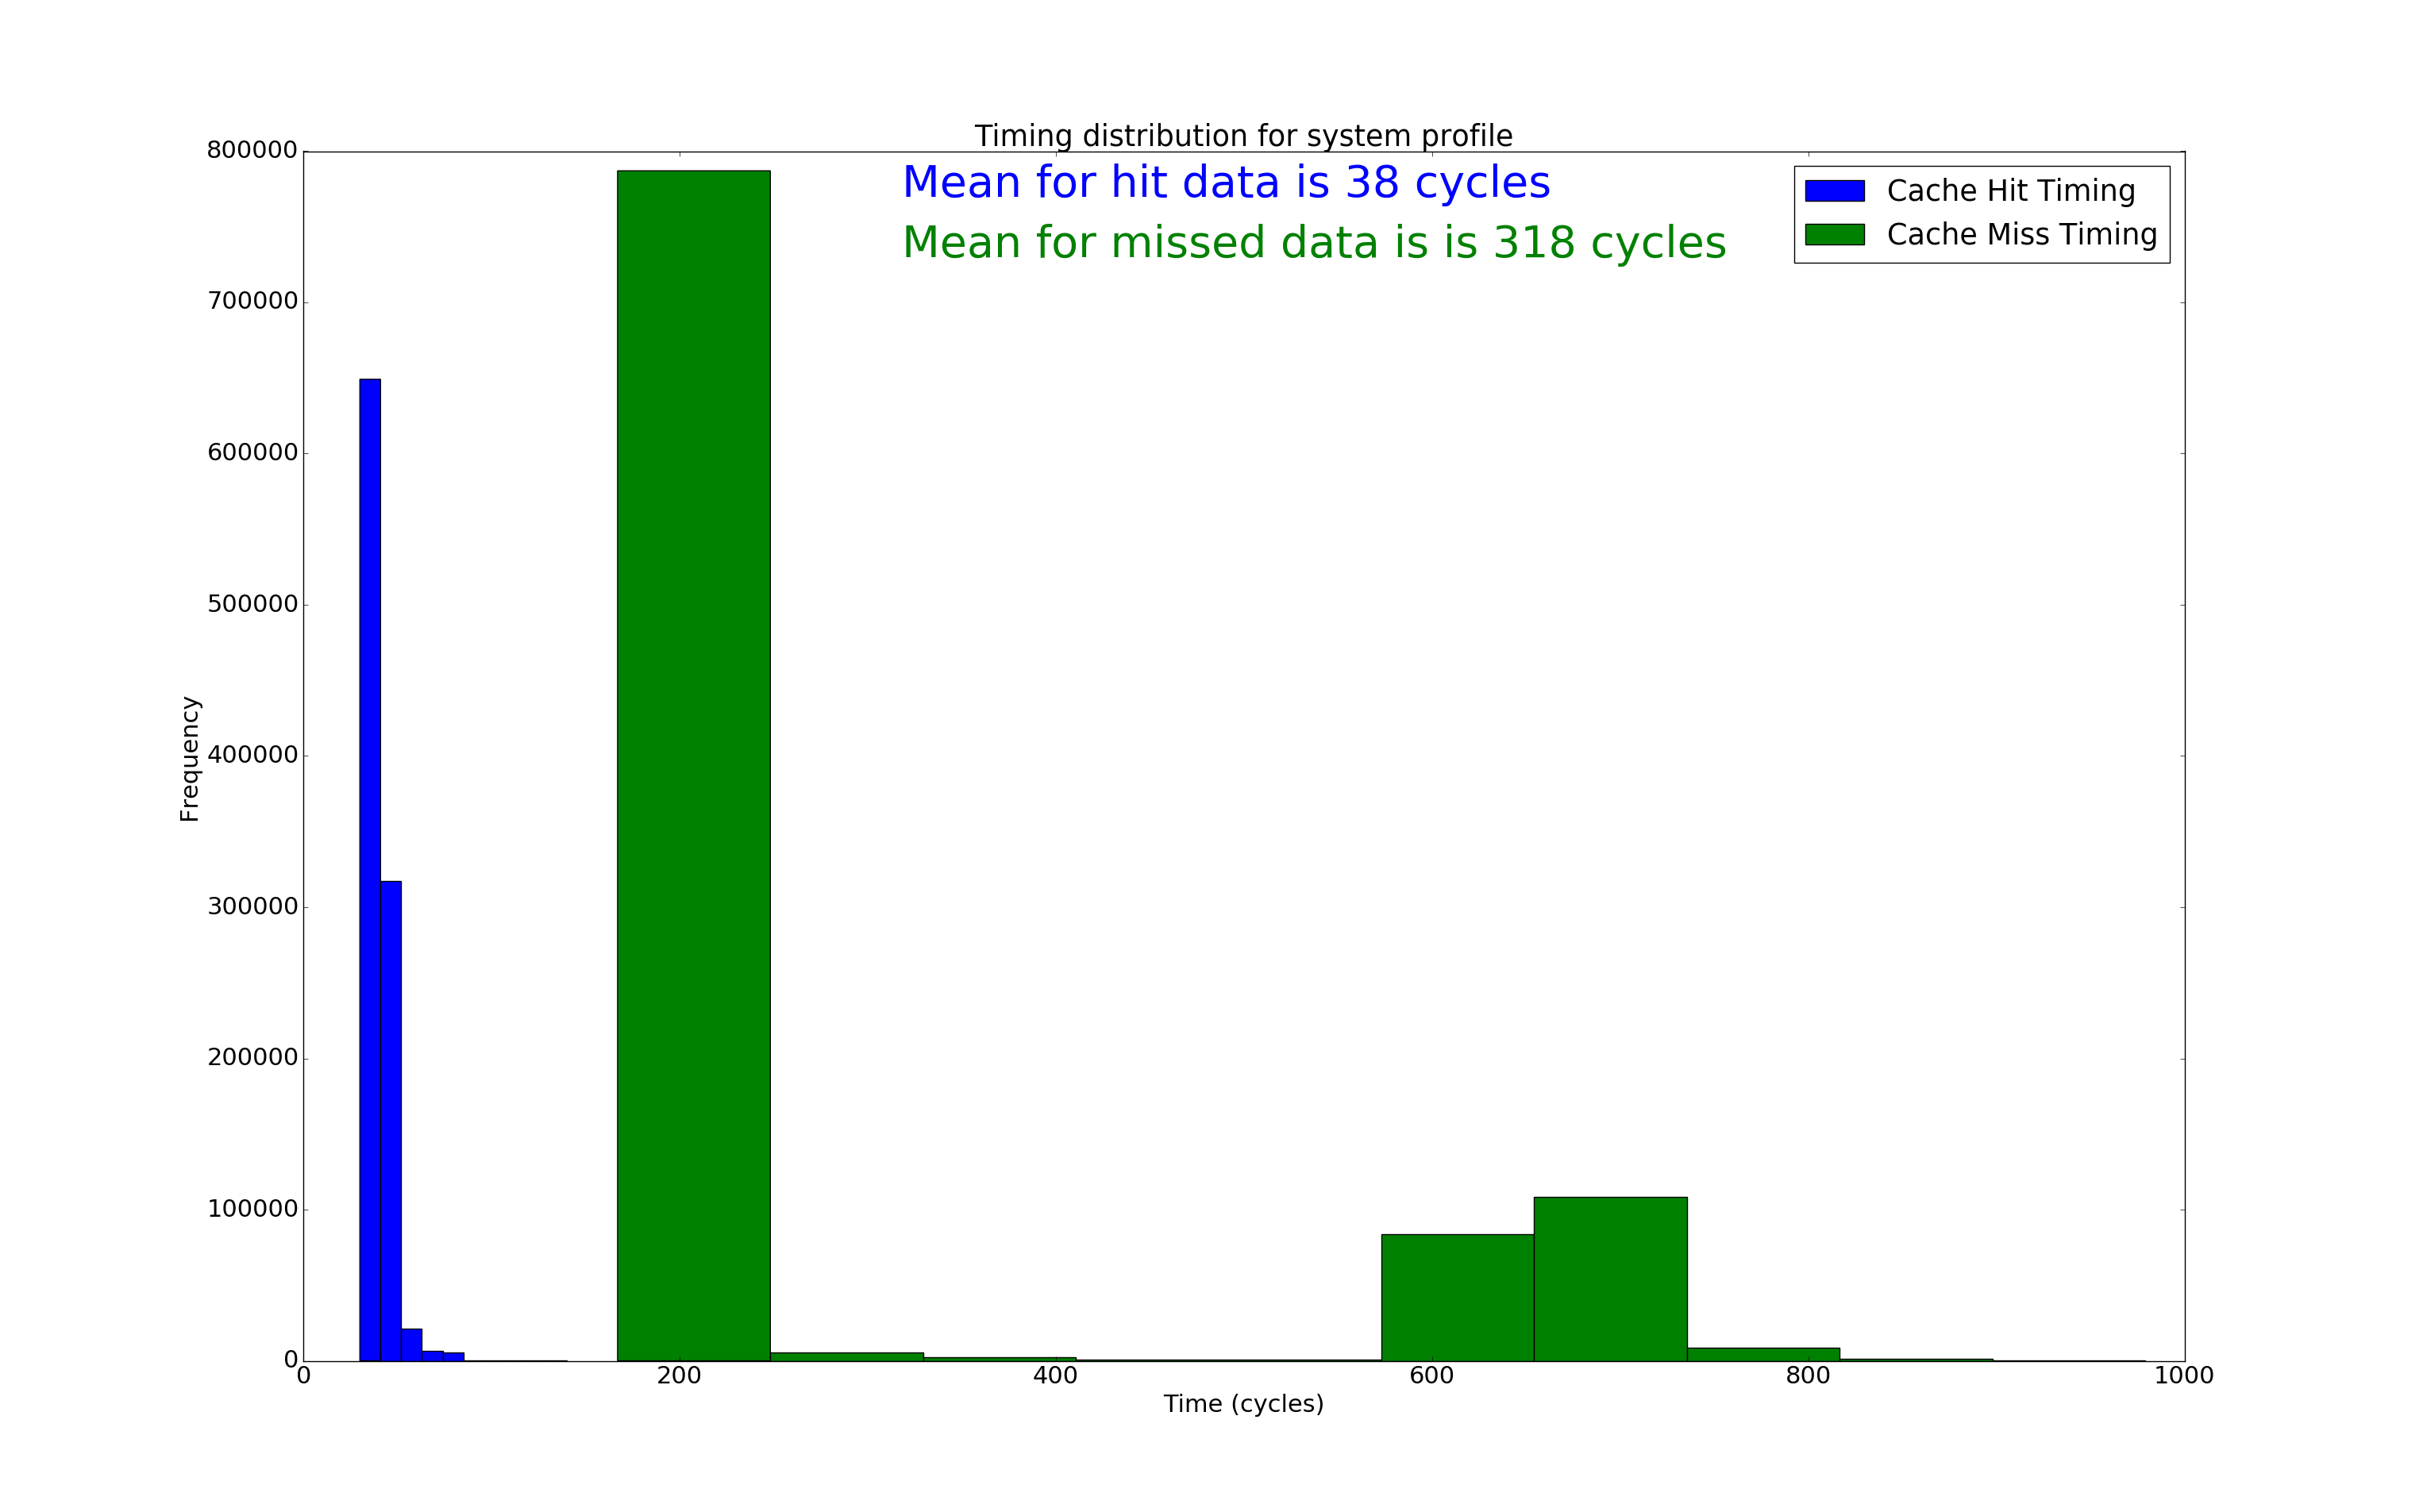 Timing distribution for system profile
Mean for hit data is 38 cycles
Mean for missed data is is 318 cycles
Cache Hit Timing
Cache Miss Timing
800000
700000
600000
500000
400000
300000
200000
100000
0
Frequency
0 200 400 600 800 1000
Time (cycles)